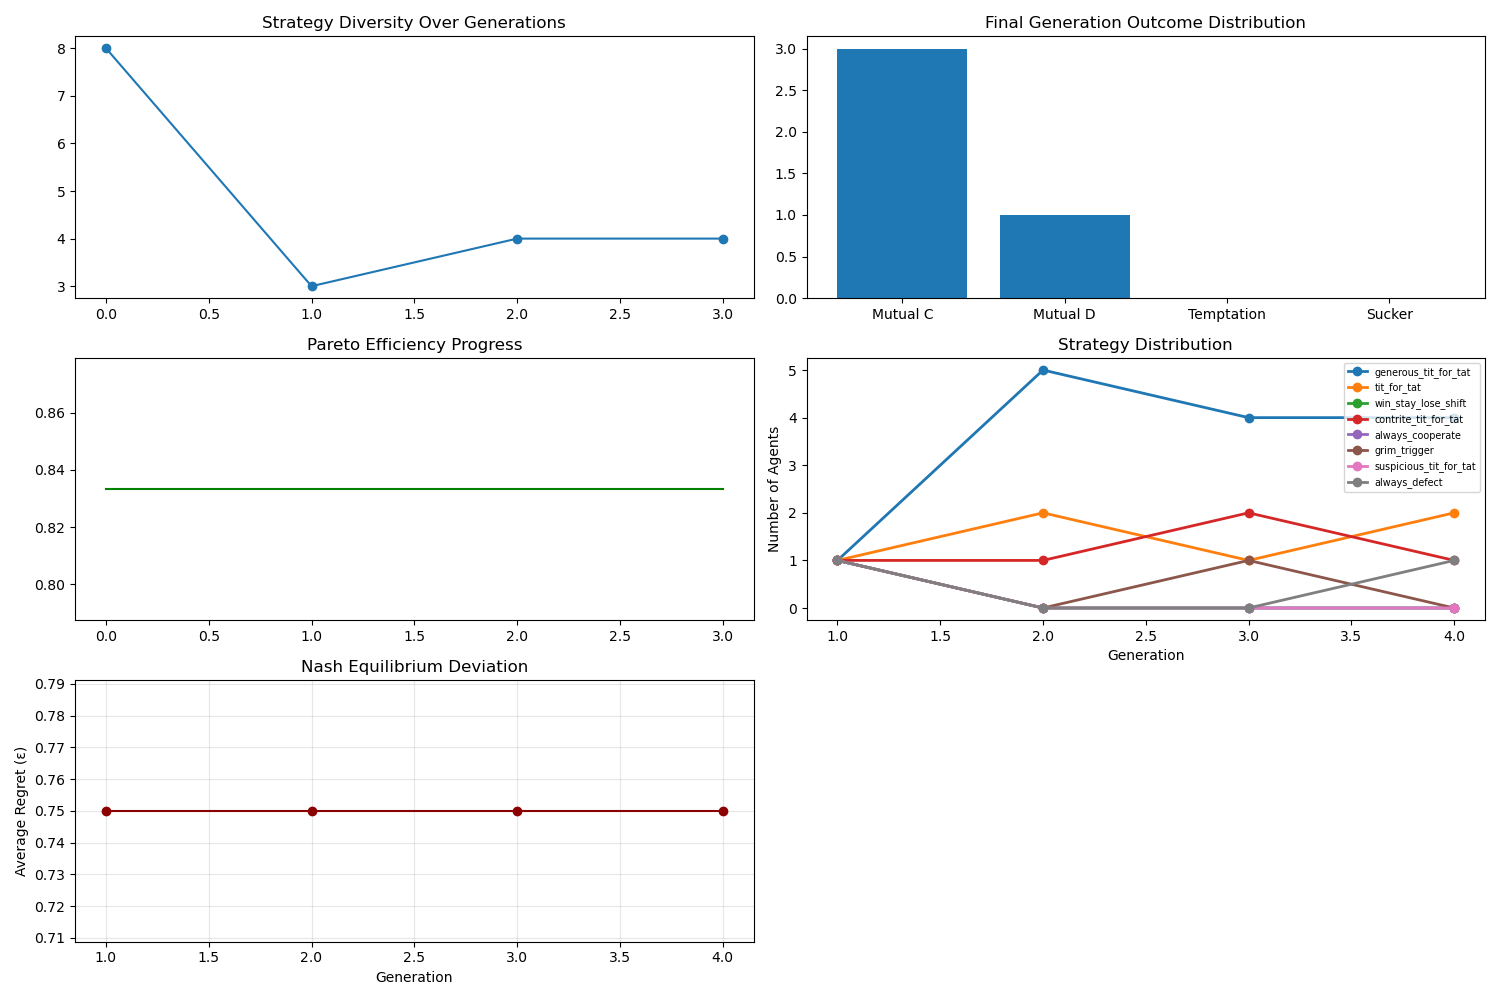 Strategy Diversity Over Generations
8
7
6
5
4
3
0.0 0.5 1.0 1.5 2.0 2.5 3.0
Final Generation Outcome Distribution
3.0
2.5
2.0
1.5
1.0
0.5
0.0
Mutual C Mutual D Temptation Sucker
Pareto Efficiency Progress
0.86
0.84
0.82
0.80
0.0 0.5 1.0 1.5 2.0 2.5 3.0
Strategy Distribution
Number of Agents
5
4
3
2
1
0
generous_tit_for_tat
tit_for_tat
win_stay_lose_shift
contrite_tit_for_tat
always_cooperate
grim_trigger
suspicious_tit_for_tat
always_defect
1.0 1.5 2.0 2.5 3.0 3.5 4.0
Generation
Nash Equilibrium Deviation
Average Regret (ε)
0.79
0.78
0.77
0.76
0.75
0.74
0.73
0.72
0.71
1.0 1.5 2.0 2.5 3.0 3.5 4.0
Generation